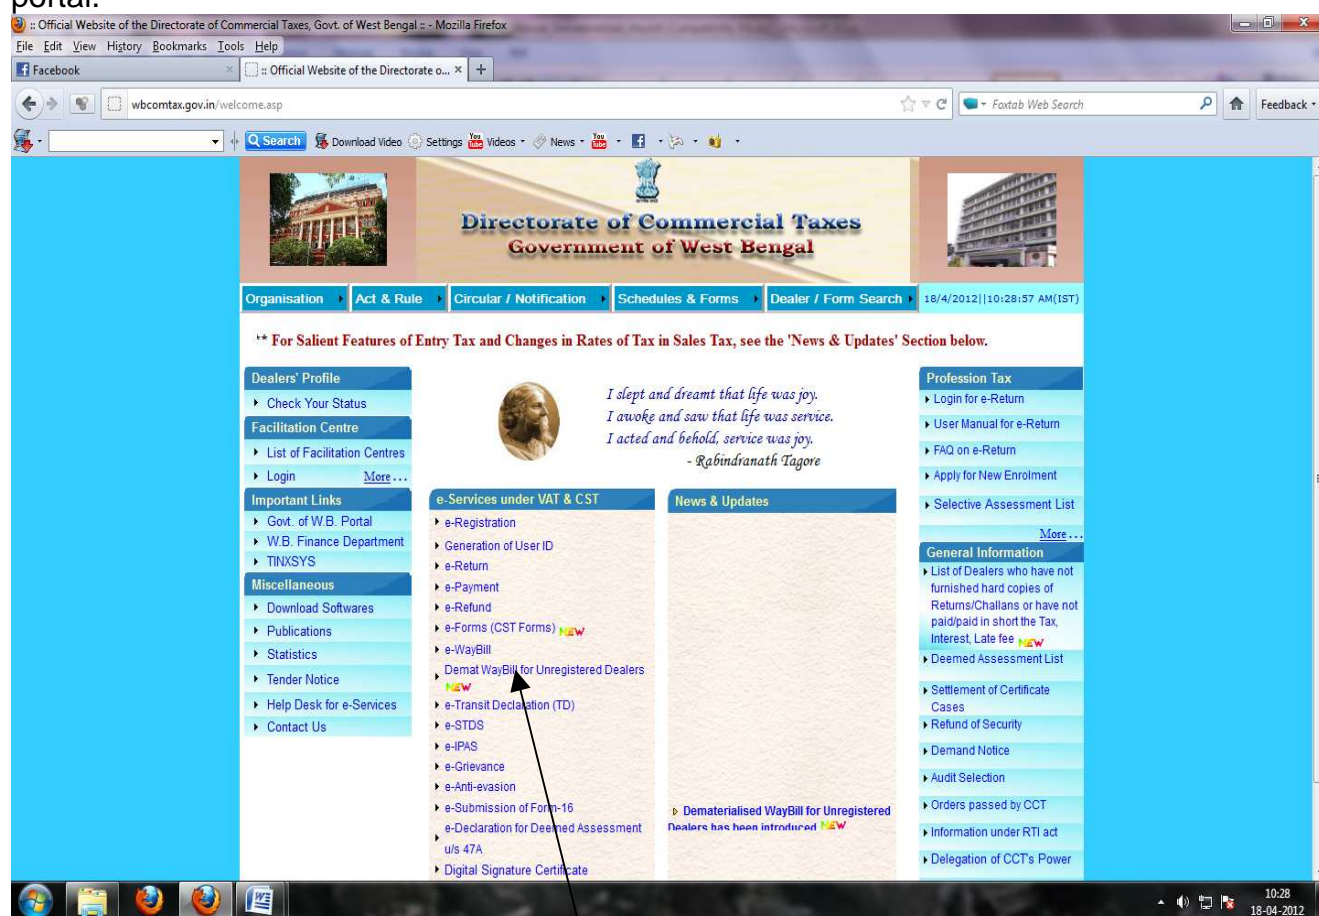 portal.
:: Official Website of the Directorate of Commercial Taxes, Govt. of West Bengal :: - Mozilla Firefox
File Edit View History Bookmarks Tools Help
Facebook
:: Official Website of the Directorate o...
wbcomtax.gov.in/welcome.asp
Foxtab Web Search
Feedback
Search Download Video Settings You Tube Videos News You Tube
Directorate of Commercial Taxes
Government of West Bengal
Organisation Act & Rule Circular / Notification Schedules & Forms Dealer / Form Search 18/4/2012||10:28:57 AM(IST)
** For Salient Features of Entry Tax and Changes in Rates of Tax in Sales Tax, see the 'News & Updates' Section below.
Dealers' Profile
Check Your Status
Facilitation Centre
List of Facilitation Centres
Login More...
Important Links
Govt. of W.B. Portal
W.B. Finance Department
TINXSYS
Miscellaneous
Download Softwares
Publications
Statistics
Tender Notice
Help Desk for e-Services
Contact Us
I slept and dreamt that life was joy.
I awoke and saw that life was service.
I acted and behold, service was joy.
- Rabindranath Tagore
e-Services under VAT & CST
e-Registration
Generation of User ID
e-Return
e-Payment
e-Refund
e-Forms (CST Forms) NEW
e-WayBill
Demat WayBill for Unregistered Dealers
NEW
e-Transit Declaration (TD)
e-STDS
e-IPAS
e-Grievance
e-Anti-evasion
e-Submission of Form-16
e-Declaration for Deemed Assessment
u/s 47A
Digital Signature Certificate
News & Updates
Dematerialised WayBill for Unregistered
Dealers has been introduced NEW
Profession Tax
Login for e-Return
User Manual for e-Return
FAQ on e-Return
Apply for New Enrolment
Selective Assessment List
More...
General Information
List of Dealers who have not
furnished hard copies of
Returns/Challans or have not
paid/paid in short the Tax,
Interest, Late fee NEW
Deemed Assessment List
Settlement of Certificate
Cases
Refund of Security
Demand Notice
Audit Selection
Orders passed by CCT
Information under RTI act
Delegation of CCT's Power
10:28
18-04-2012